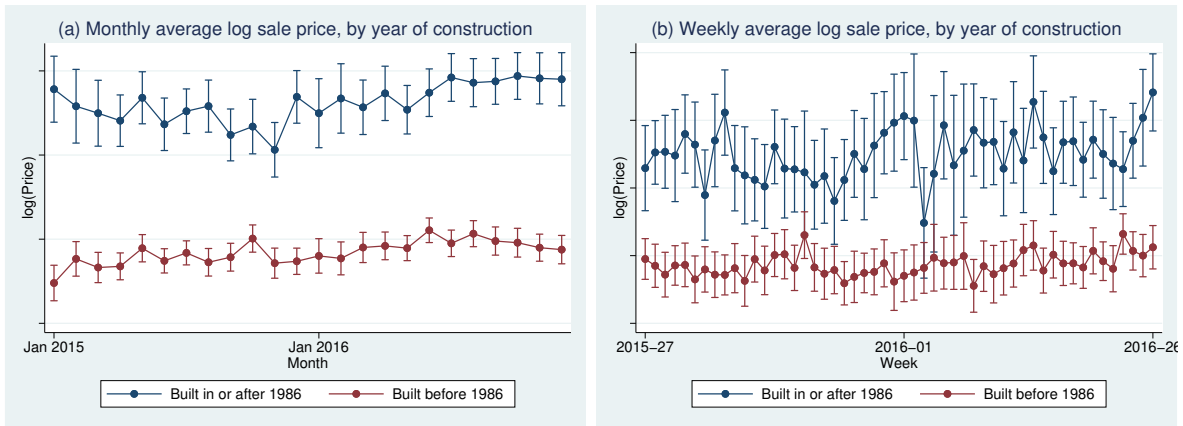 (a) Monthly average log sale price, by year of construction
log(Price)
Jan 2015
Jan 2016
Month
Built in or after 1986
Built before 1986
(b) Weekly average log sale price, by year of construction
log(Price)
2015–27
2016–01
2016–26
Week
Built in or after 1986
Built before 1986